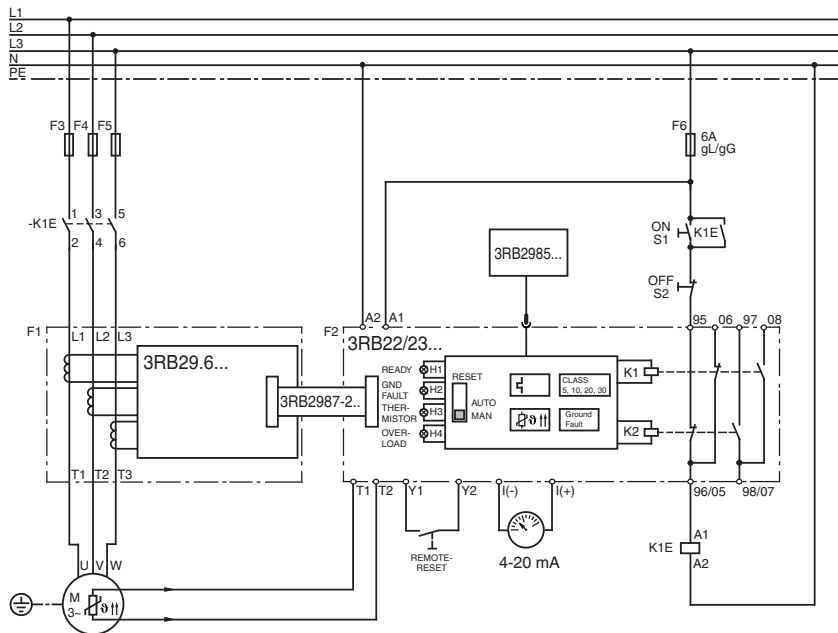 L1
L2
L3
N
PE
F3 F4 F5
F6
6A
gL/gG
1 3 5
-K1E
2 4 6
ON
S1
K1E
3RB2985...
OFF
S2
A2 A1
95 06 97 08
F1
L1 L2 L3
F2
3RB22/23...
3RB29.6...
READY
H1
RESET
CLASS
5, 10, 20, 30
K1
GND
FAULT
H2
3RB2987-2..
AUTO
MAN
THER-
MISTOR
H3
ϑ
Ground
Fault
OVER-
LOAD
H4
K2
T1 T2 T3
T1 T2 Y1 Y2 I(-) I(+)
96/05 98/07
REMOTE-
RESET
4-20 mA
K1E
A1
A2
U V W
M
3~
ϑ